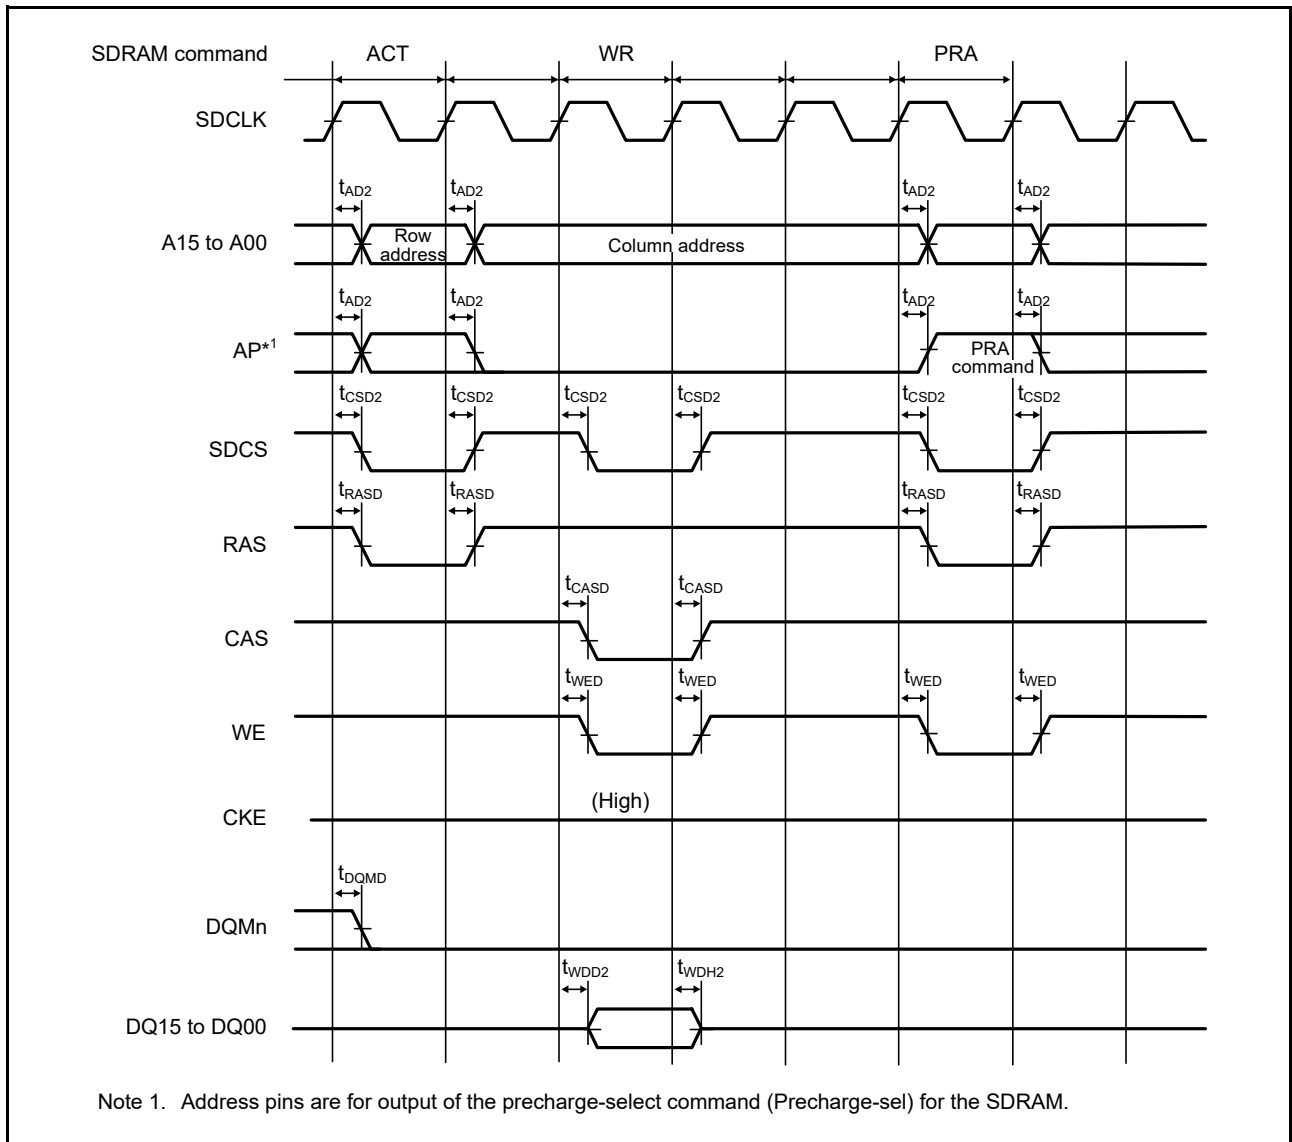 SDRAM command ACT WR PRA
SDCLK
tAD2 tAD2 tAD2 tAD2
A15 to A00
Row
address
Column address
tAD2 tAD2 tAD2 tAD2
AP*1
PRA
command
tCSD2 tCSD2 tCSD2 tCSD2 tCSD2 tCSD2
SDCS
tRASD tRASD tRASD tRASD
RAS
tCASD tCASD
CAS
tWED tWED tWED tWED
WE
(High)
CKE
tDQMD
DQMn
tWDD2 tWDH2
DQ15 to DQ00
Note 1. Address pins are for output of the precharge-select command (Precharge-sel) for the SDRAM.